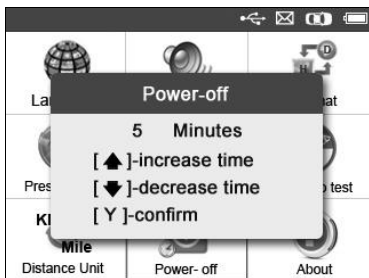 Power-off
5 Minutes
[ ]-increase time
[ ]-decrease time
[ Y ]-confirm
D
H
La
at
Pres
test
Mile
Distance Unit
Power- off
About